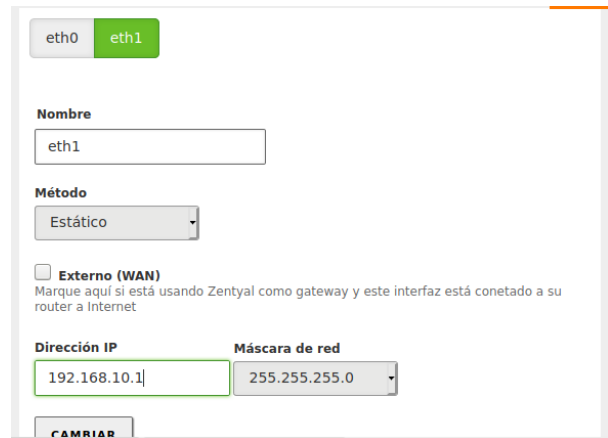 eth0 eth1
Nombre
eth1
Método
Estático
Externo (WAN)
Marque aquí si está usando Zentyal como gateway y este interfaz está conetado a su
router a Internet
Dirección IP Máscara de red
192.168.10.1 255.255.255.0
CAMBIAR